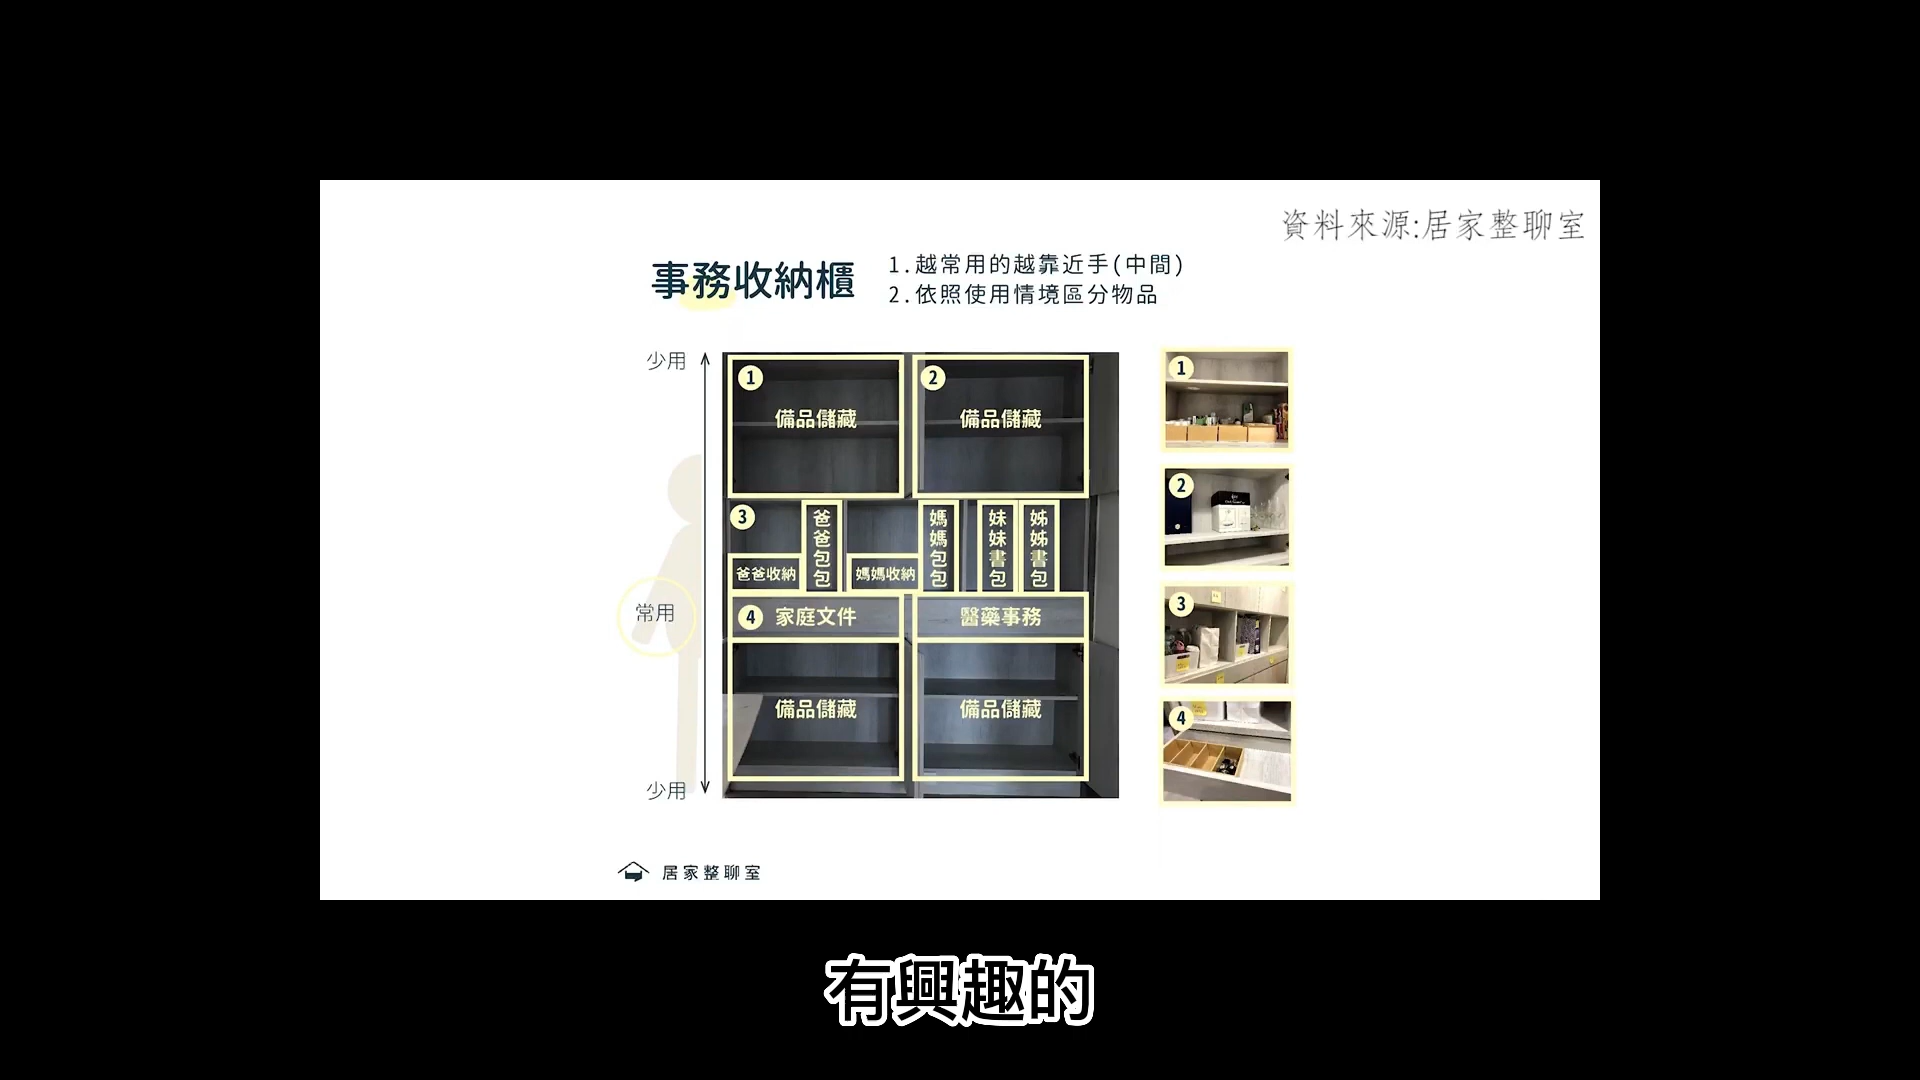 資料來源:居家整聊室
事務收納櫃
1.越常用的越靠近手(中間)
2.依照使用情境區分物品
少用
常用
少用
1
備品儲藏
2
備品儲藏
3
爸爸收納
爸爸包包
媽媽收納
媽媽包包
妹妹書包
姊姊書包
4 家庭文件
醫藥事務
備品儲藏
備品儲藏
1
2
3
4
居家整聊室
有興趣的